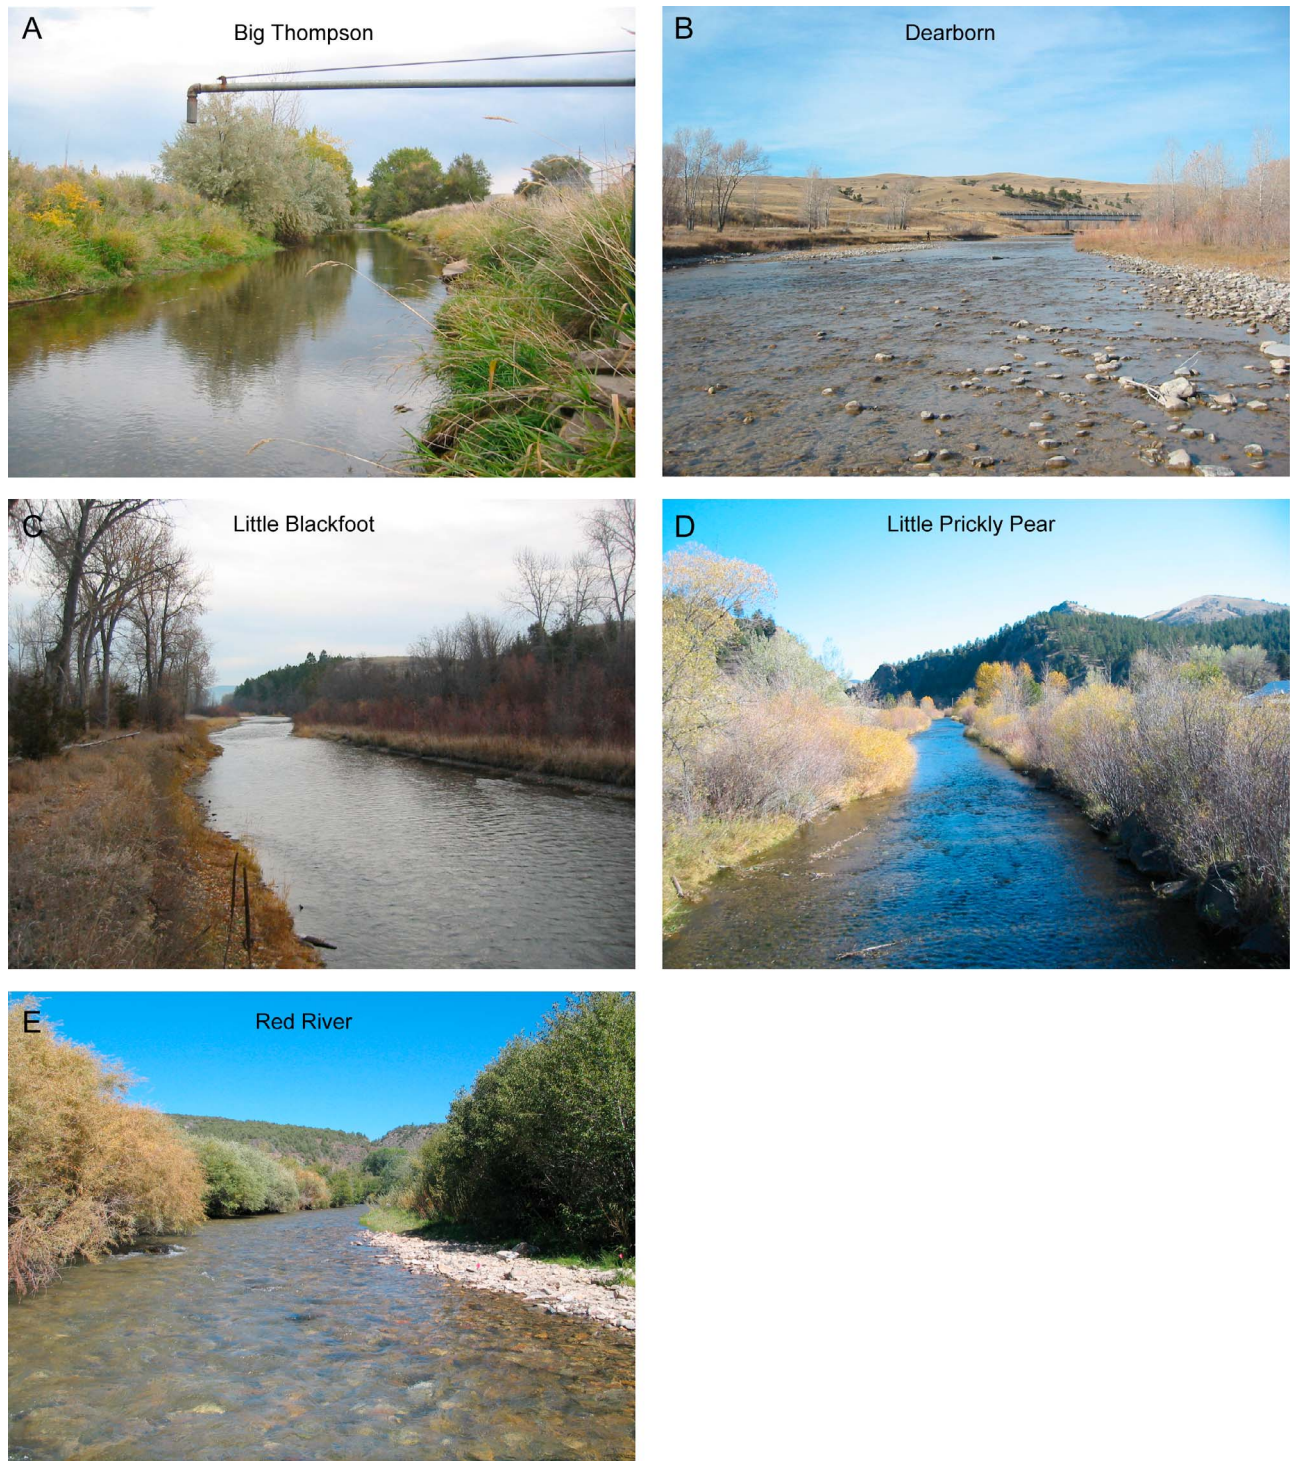 A
Big Thompson
B
Dearborn
C
Little Blackfoot
D
Little Prickly Pear
E
Red River